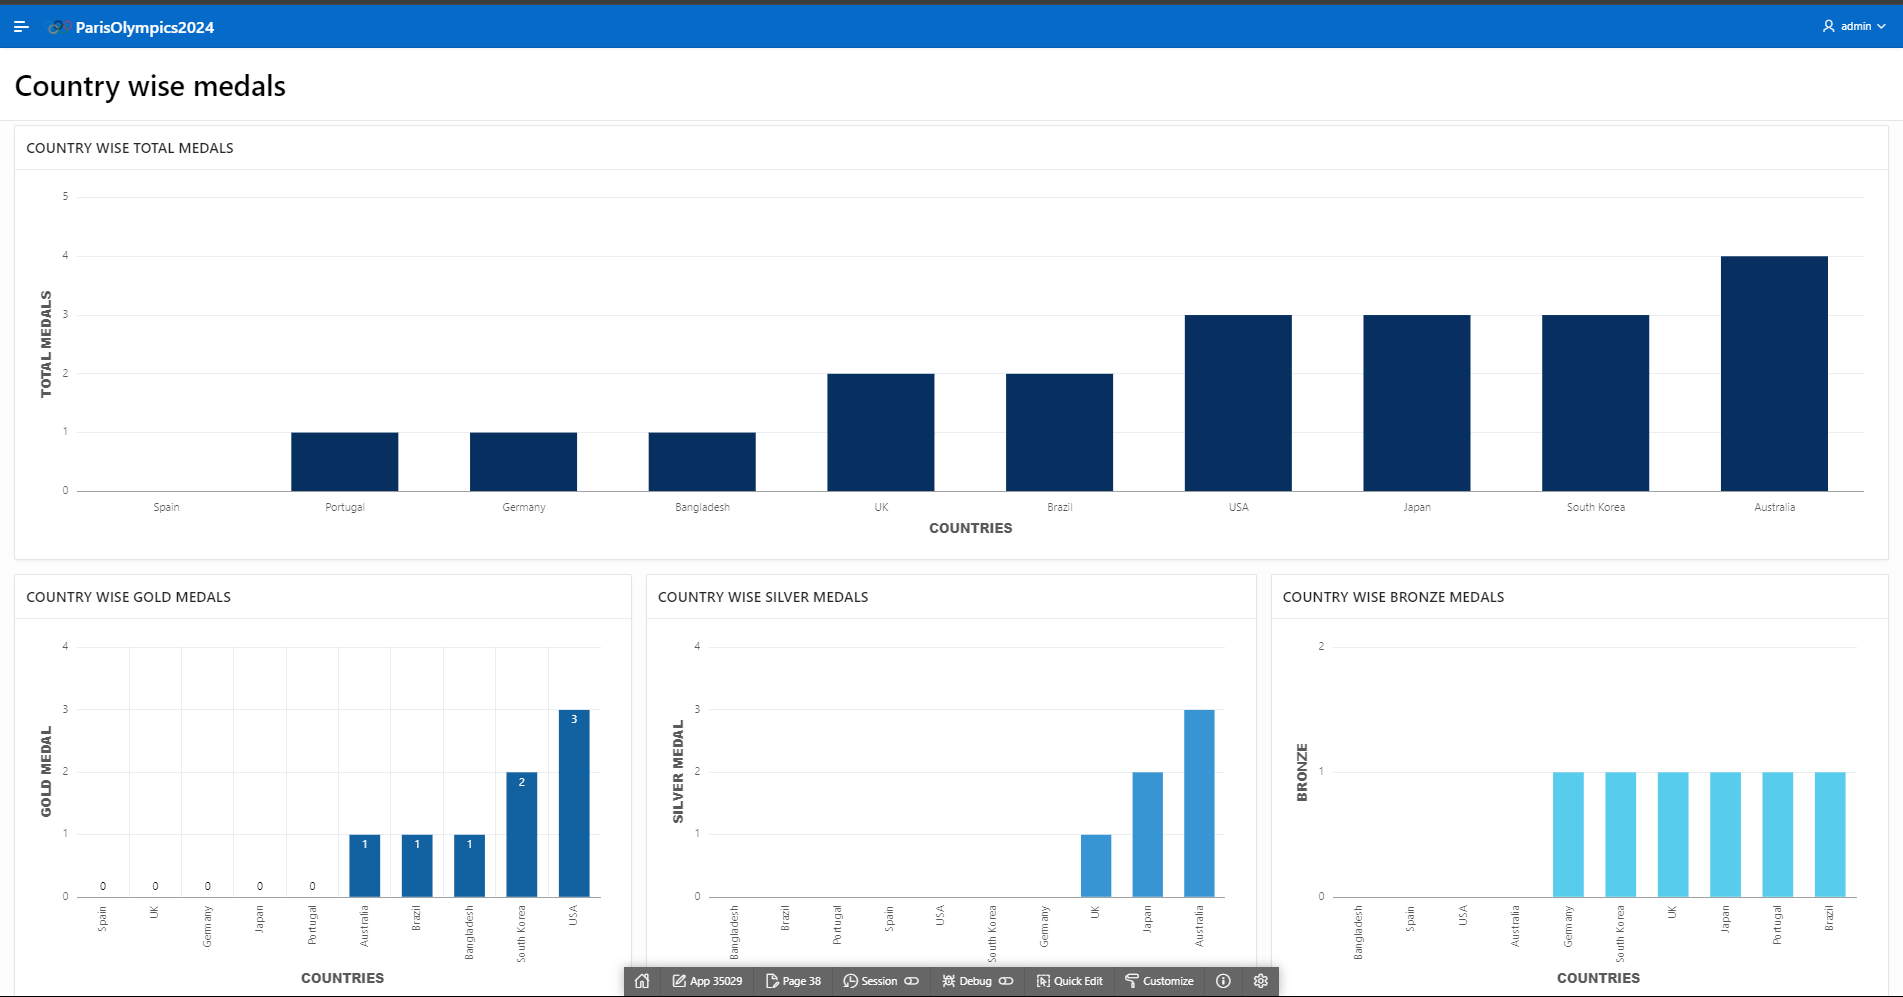 ParisOlympics2024
admin
Country wise medals
COUNTRY WISE TOTAL MEDALS
TOTAL MEDALS
5
4
3
2
1
0
Spain Portugal Germany Bangladesh UK Brazil USA Japan South Korea Australia
COUNTRIES
COUNTRY WISE GOLD MEDALS
GOLD MEDAL
4
3
2
1
0
0 0 0 0 0 1 1 1 2 3
Spain UK Germany Japan Portugal Australia Brazil Bangladesh South Korea USA
COUNTRIES
COUNTRY WISE SILVER MEDALS
SILVER MEDAL
4
3
2
1
0
Bangladesh Brazil Portugal Spain USA South Korea Germany UK Japan Australia
COUNTRY WISE BRONZE MEDALS
BRONZE
2
1
0
Bangladesh Spain USA Australia Germany South Korea UK Japan Portugal Brazil
COUNTRIES
App 35029 Page 38 Session Debug Quick Edit Customize